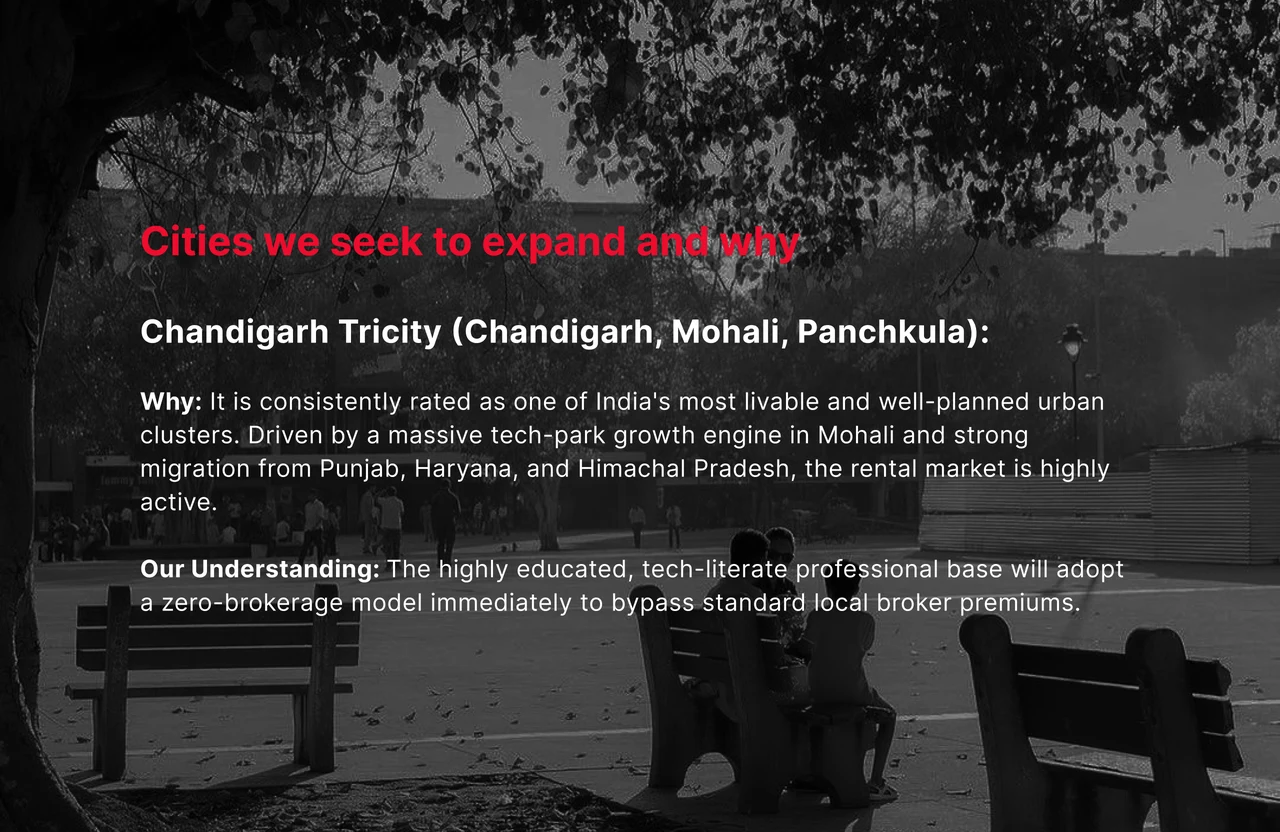 Cities we seek to expand and why
Chandigarh Tricity (Chandigarh, Mohali, Panchkula):
Why: It is consistently rated as one of India's most livable and well-planned urban
clusters. Driven by a massive tech-park growth engine in Mohali and strong
migration from Punjab, Haryana, and Himachal Pradesh, the rental market is highly
active.
Our Understanding: The highly educated, tech-literate professional base will adopt
a zero-brokerage model immediately to bypass standard local broker premiums.